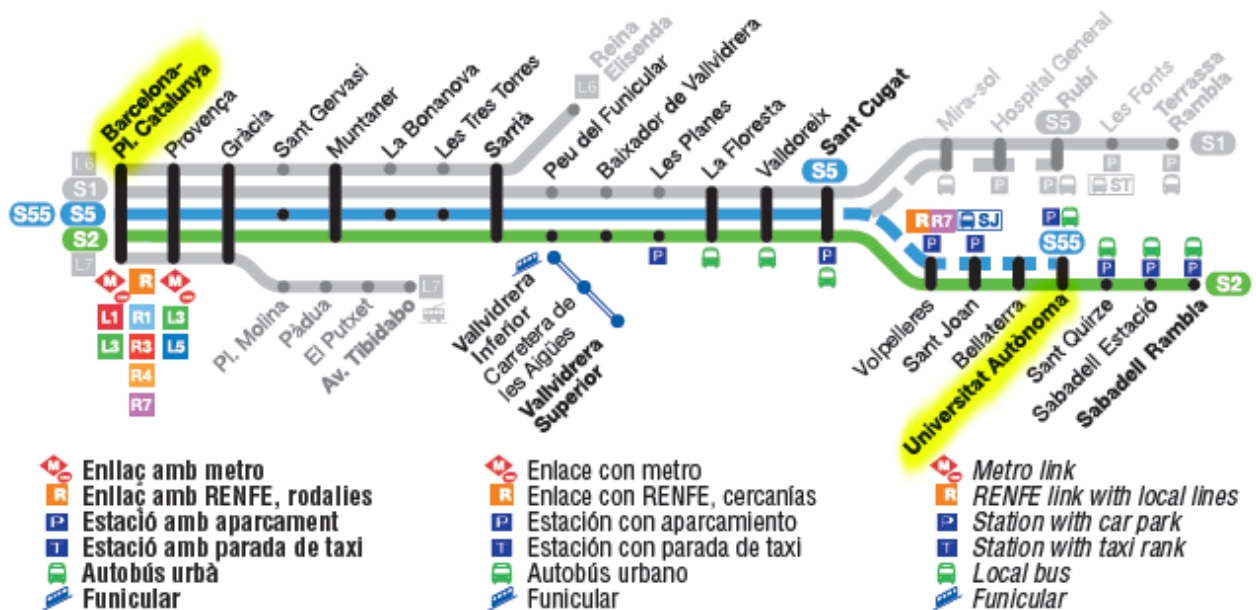 Barcelona-
Pl. Catalunya
Provença
Gràcia
Sant Gervasi
Muntaner
La Bonanova
Les Tres Torres
Sarrià
Reina
Elisenda
L6
Peu del Funicular
Baixador de Vallvidrera
Les Planes
La Floresta
Valldoreix
Sant Cugat
S5
Mira-sol
Hospital General
Rubí
S5
Les Fonts
Terrassa
Rambla
S1
P
P
P
P
ST
L6
S1
S55 S5
S2
L7
R R7 SJ
P
P
P
S55
P
P
P
P
P
S2
M
R
M
L1 R1 L3
L3 R3 L5
R4
R7
Pl. Molina
Pàdua
El Putxet
Av. Tibidabo
L7
Vallvidrera
Inferior
Carretera de
les Aigües
Vallvidrera
Superior
Volpelleres
Sant Joan
Bellaterra
Universitat Autònoma
Sant Quirze
Sabadell Estació
Sabadell Rambla
M Enllaç amb metro
R Enllaç amb RENFE, rodalies
P Estació amb aparcament
T Estació amb parada de taxi
Autobús urbà
Funicular
M Enlace con metro
R Enlace con RENFE, cercanías
P Estación con aparcamiento
T Estación con parada de taxi
Autobús urbano
Funicular
M Metro link
R RENFE link with local lines
P Station with car park
T Station with taxi rank
Local bus
Funicular